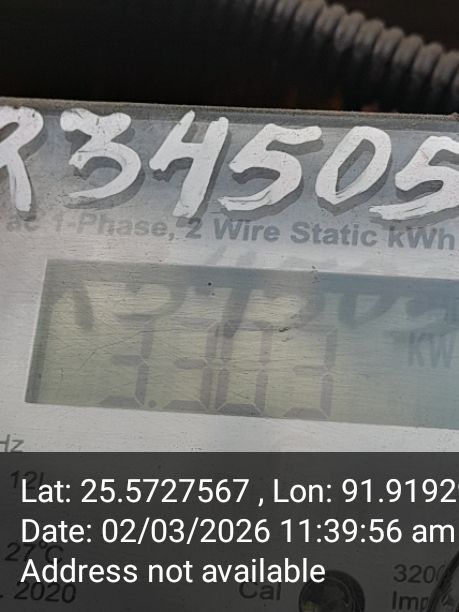 R34505
ac 1-Phase, 2 Wire Static kWh
3.303
KW
Hz
Lat: 25.5727567 , Lon: 91.9192
Date: 02/03/2026 11:39:56 am
27°C
Address not available
2020
Cal
320
Imp